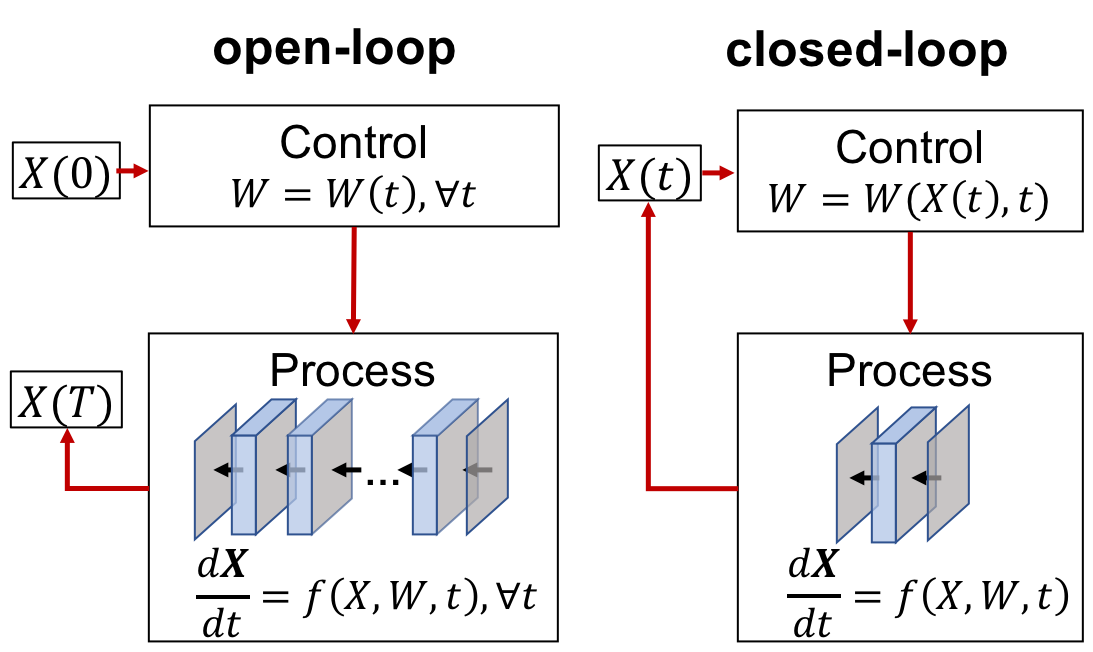 open-loop
X(0)
Control
W = W(t), ∀t
X(T)
Process
...
dX/dt = f(X, W, t), ∀t
closed-loop
X(t)
Control
W = W(X(t), t)
Process
dX/dt = f(X, W, t)